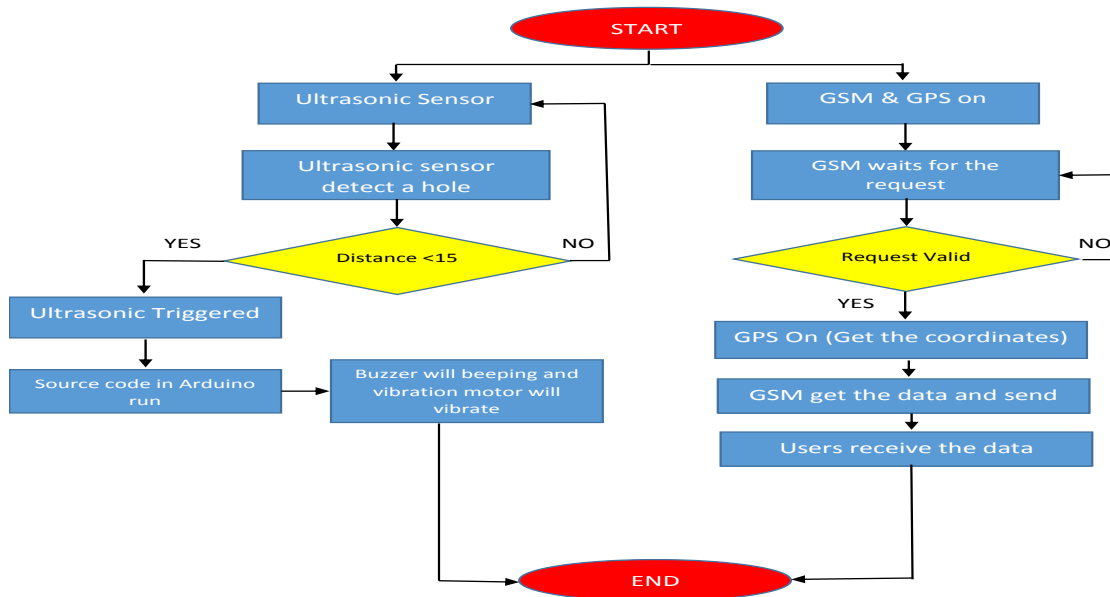 START
Ultrasonic Sensor
Ultrasonic sensor
detect a hole
YES
Distance <15
NO
Ultrasonic Triggered
Source code in Arduino
run
Buzzer will beeping and
vibration motor will
vibrate
GSM & GPS on
GSM waits for the
request
Request Valid
NO
YES
GPS On (Get the coordinates)
GSM get the data and send
Users receive the data
END